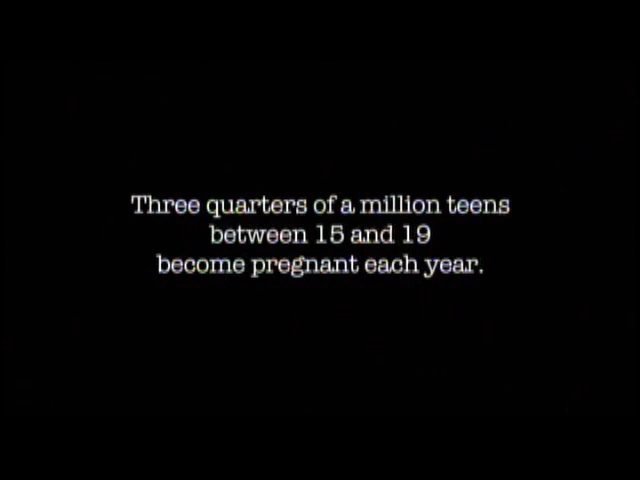 Three quarters of a million teens
between 15 and 19
become pregnant each year.